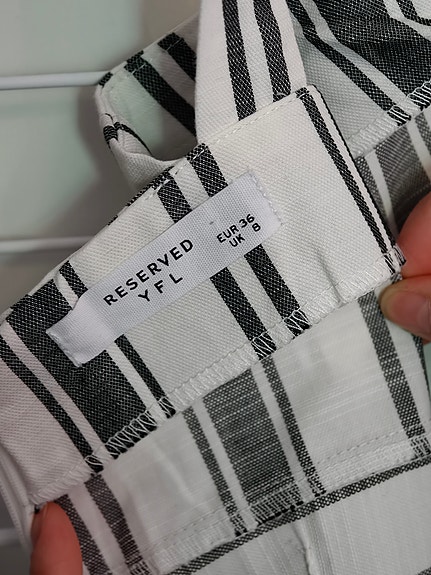 RESERVED
YFL
EUR 36
UK 8